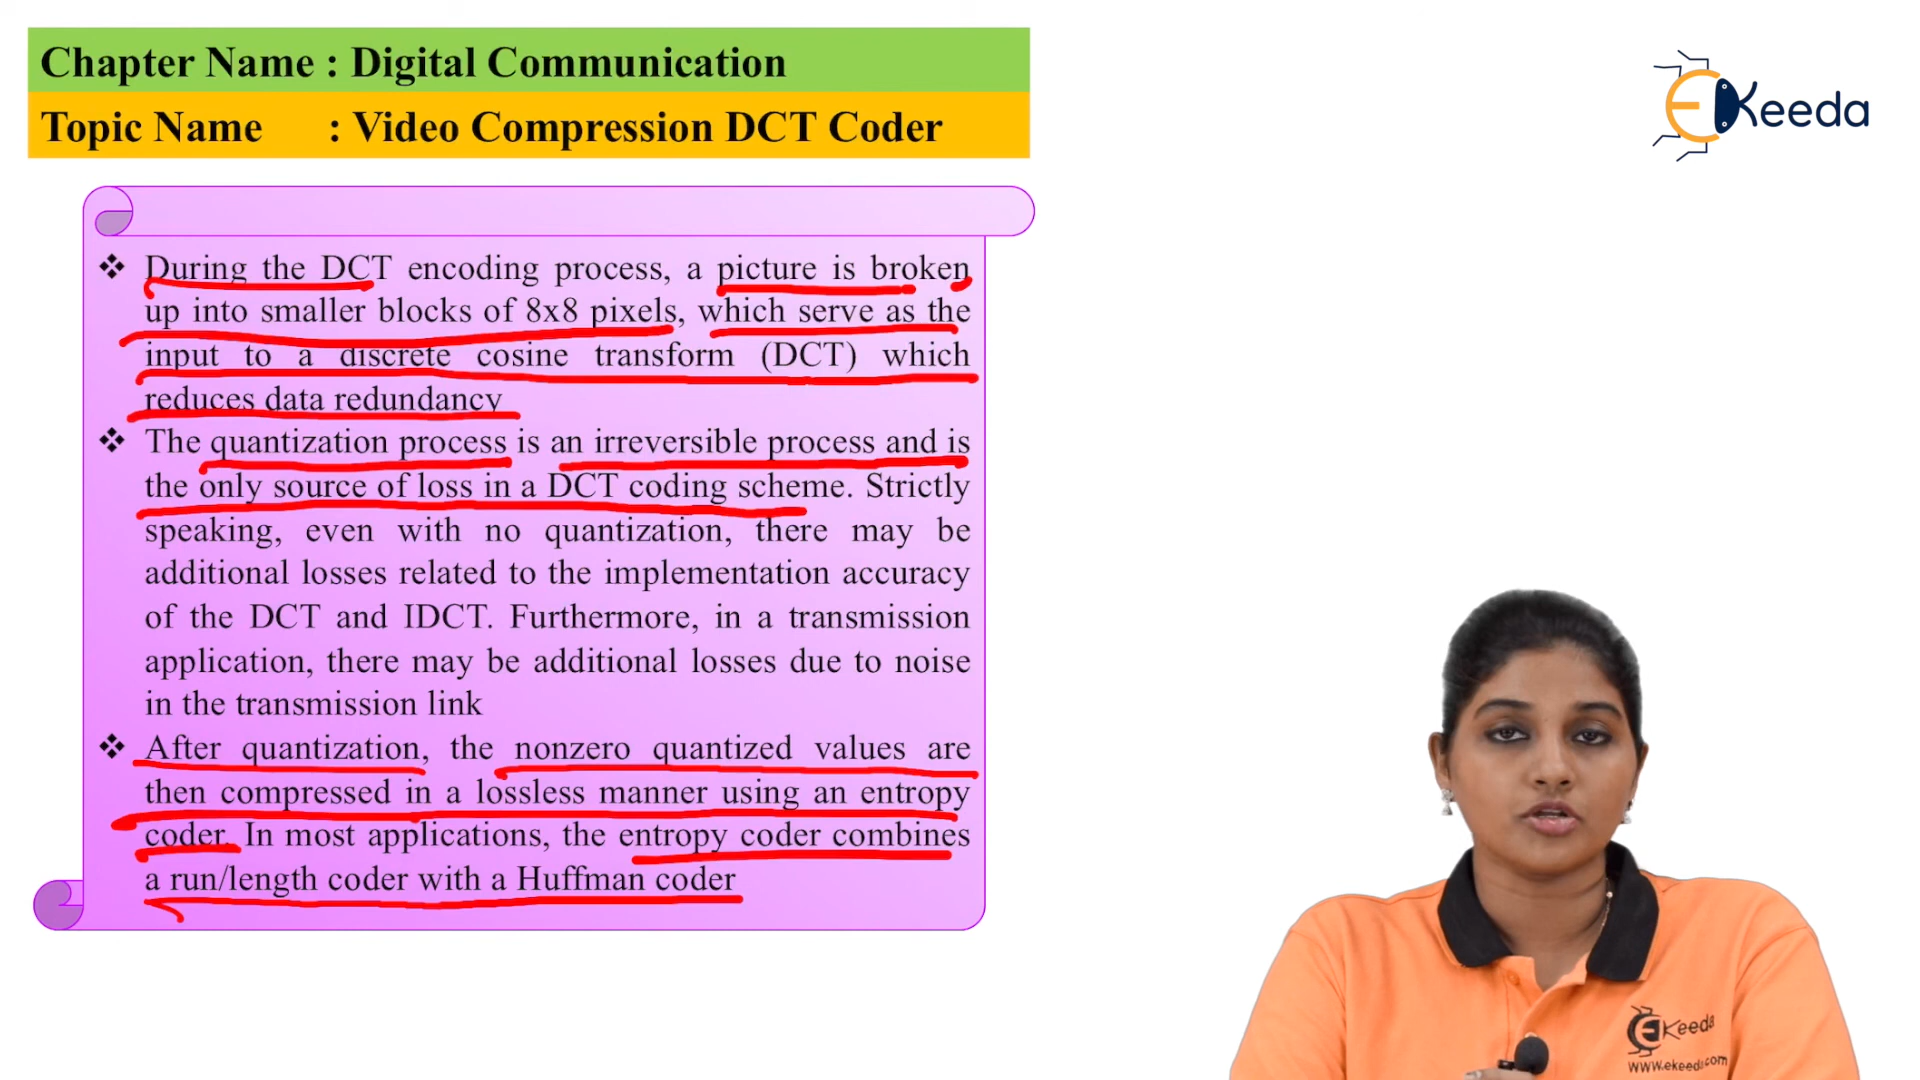 Chapter Name : Digital Communication
Topic Name : Video Compression DCT Coder
EKeeda
❖ During the DCT encoding process, a picture is broken
up into smaller blocks of 8x8 pixels, which serve as the
input to a discrete cosine transform (DCT) which
reduces data redundancy
❖ The quantization process is an irreversible process and is
the only source of loss in a DCT coding scheme. Strictly
speaking, even with no quantization, there may be
additional losses related to the implementation accuracy
of the DCT and IDCT. Furthermore, in a transmission
application, there may be additional losses due to noise
in the transmission link
❖ After quantization, the nonzero quantized values are
then compressed in a lossless manner using an entropy
coder. In most applications, the entropy coder combines
a run/length coder with a Huffman coder
EKeeda
www.ekeeda.com